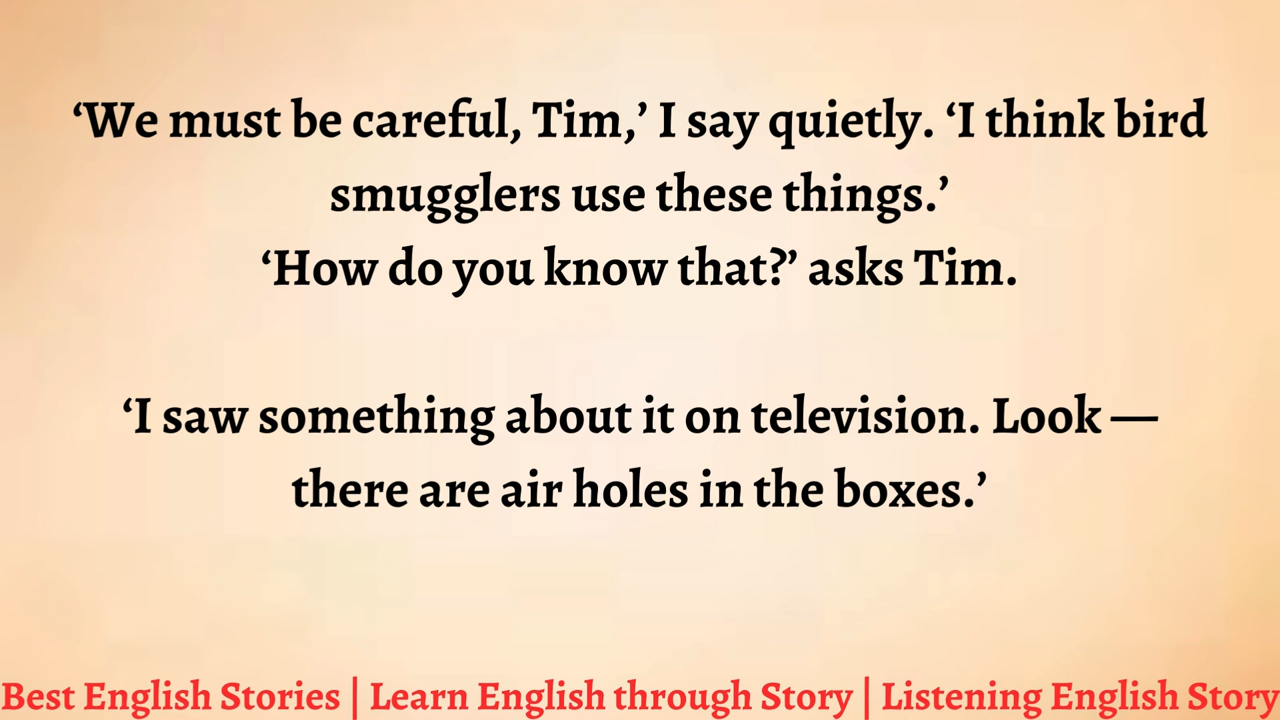 ‘We must be careful, Tim,’ I say quietly. ‘I think bird
smugglers use these things.’
‘How do you know that?’ asks Tim.
‘I saw something about it on television. Look —
there are air holes in the boxes.’
Best English Stories | Learn English through Story | Listening English Story